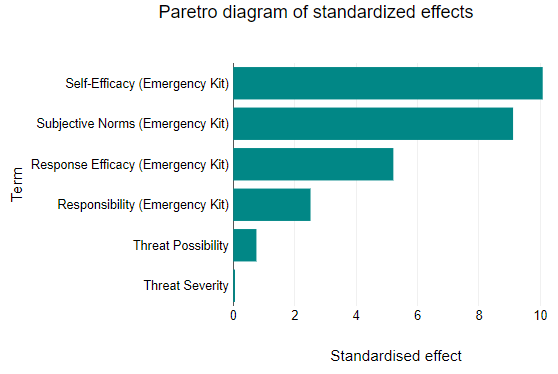 Paretro diagram of standardized effects
Term
Self-Efficacy (Emergency Kit)
Subjective Norms (Emergency Kit)
Response Efficacy (Emergency Kit)
Responsibility (Emergency Kit)
Threat Possibility
Threat Severity
0 2 4 6 8 10
Standardised effect